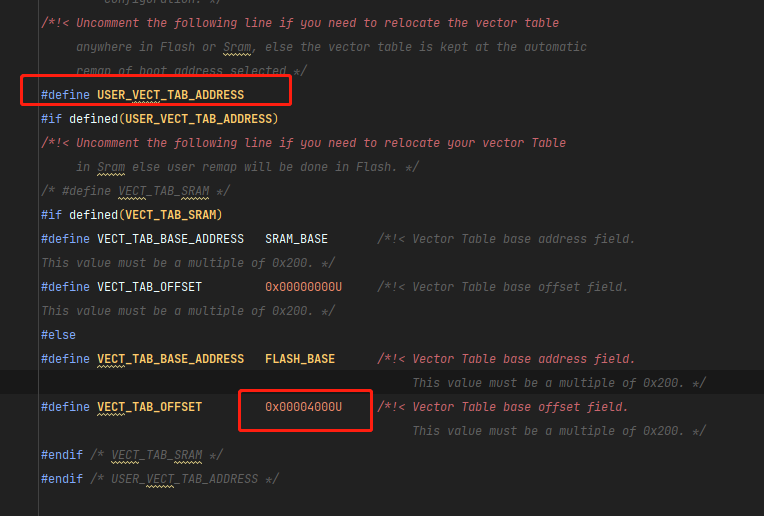 configuration. */
/*!< Uncomment the following line if you need to relocate the vector table
anywhere in Flash or Sram, else the vector table is kept at the automatic
remap of boot address selected */
#define USER_VECT_TAB_ADDRESS
#if defined(USER_VECT_TAB_ADDRESS)
/*!< Uncomment the following line if you need to relocate your vector Table
in Sram else user remap will be done in Flash. */
/* #define VECT_TAB_SRAM */
#if defined(VECT_TAB_SRAM)
#define VECT_TAB_BASE_ADDRESS   SRAM_BASE       /*!< Vector Table base address field.
This value must be a multiple of 0x200. */
#define VECT_TAB_OFFSET         0x00000000U     /*!< Vector Table base offset field.
This value must be a multiple of 0x200. */
#else
#define VECT_TAB_BASE_ADDRESS   FLASH_BASE      /*!< Vector Table base address field.
This value must be a multiple of 0x200. */
#define VECT_TAB_OFFSET         0x00004000U     /*!< Vector Table base offset field.
This value must be a multiple of 0x200. */
#endif /* VECT_TAB_SRAM */
#endif /* USER_VECT_TAB_ADDRESS */